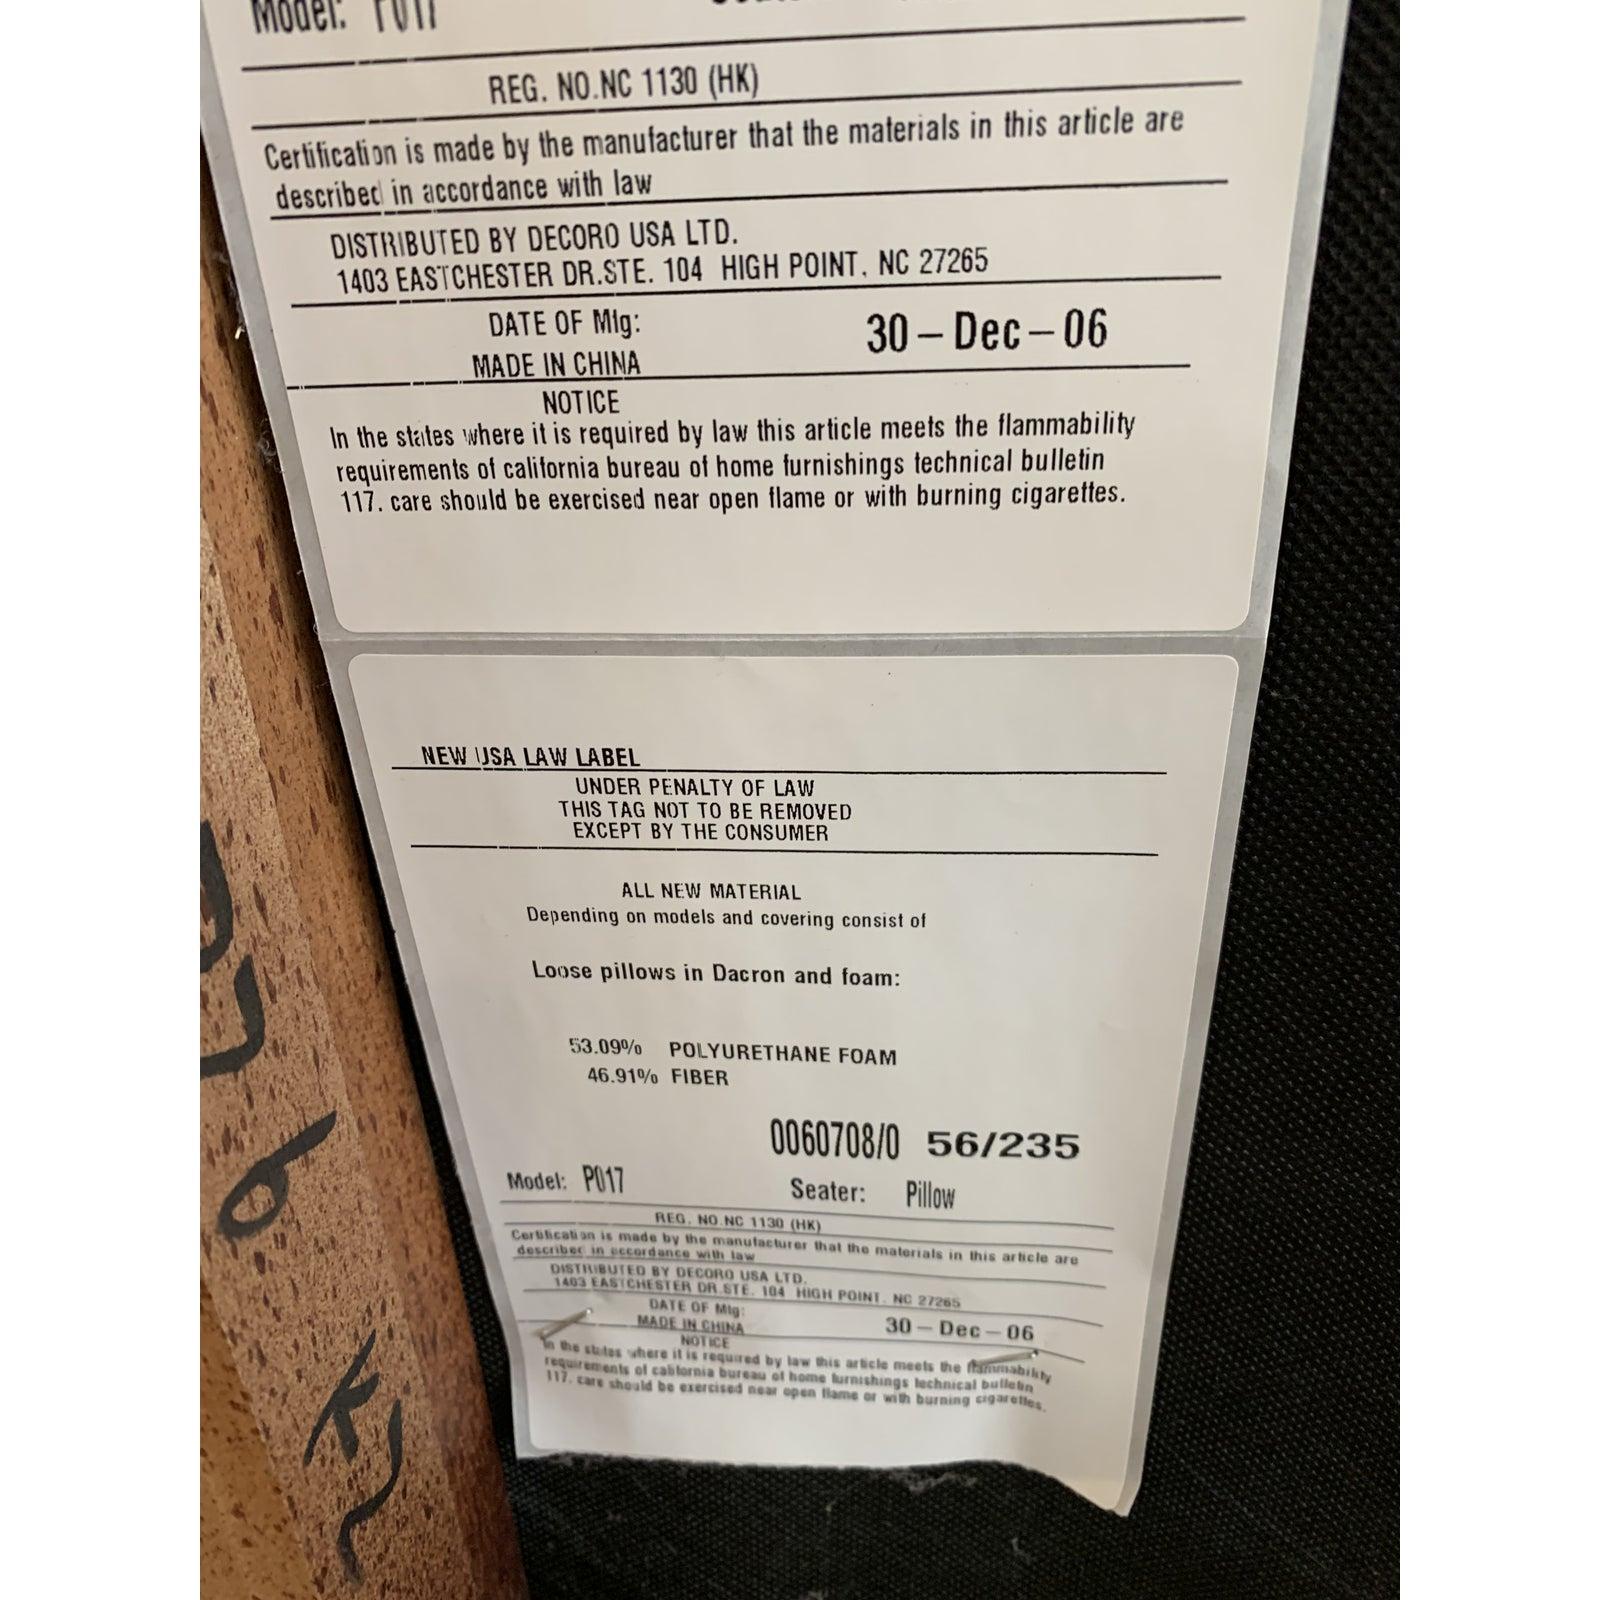 Model: P017
REG. NO.NC 1130 (HK)
Certification is made by the manufacturer that the materials in this article are
described in accordance with law
DISTRIBUTED BY DECORO USA LTD.
1403 EASTCHESTER DR.STE. 104 HIGH POINT, NC 27265
DATE OF Mfg: 30-Dec-06
MADE IN CHINA
NOTICE
In the states where it is required by law this article meets the flammability
requirements of california bureau of home furnishings technical bulletin
117. care should be exercised near open flame or with burning cigarettes.
NEW USA LAW LABEL
UNDER PENALTY OF LAW
THIS TAG NOT TO BE REMOVED
EXCEPT BY THE CONSUMER
ALL NEW MATERIAL
Depending on models and covering consist of
Loose pillows in Dacron and foam:
53.09% POLYURETHANE FOAM
46.91% FIBER
0060708/0 56/235
Model: P017 Seater: Pillow
REG. NO.NC 1130 (HK)
Certification is made by the manufacturer that the materials in this article are
described in accordance with law
DISTRIBUTED BY DECORO USA LTD.
1403 EASTCHESTER DR.STE. 104 HIGH POINT, NC 27265
DATE OF Mfg: 30-Dec-06
MADE IN CHINA
NOTICE
In the states where it is required by law this article meets the flammability
requirements of california bureau of home furnishings technical bulletin
117. care should be exercised near open flame or with burning cigarettes.